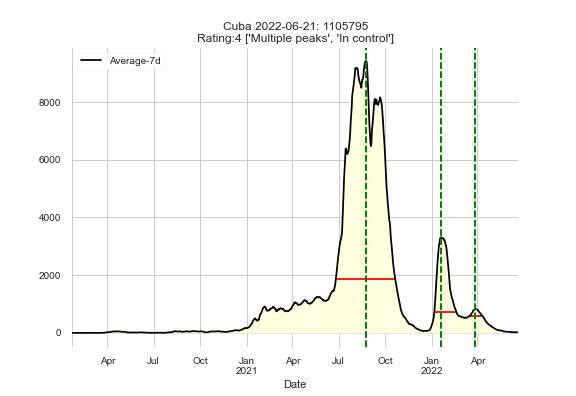 Cuba 2022-06-21: 1105795
Rating:4 ['Multiple peaks', 'In control']
Average-7d
8000
6000
4000
2000
0
Apr Jul Oct Jan Apr Jul Oct Jan Apr
2021 2022
Date